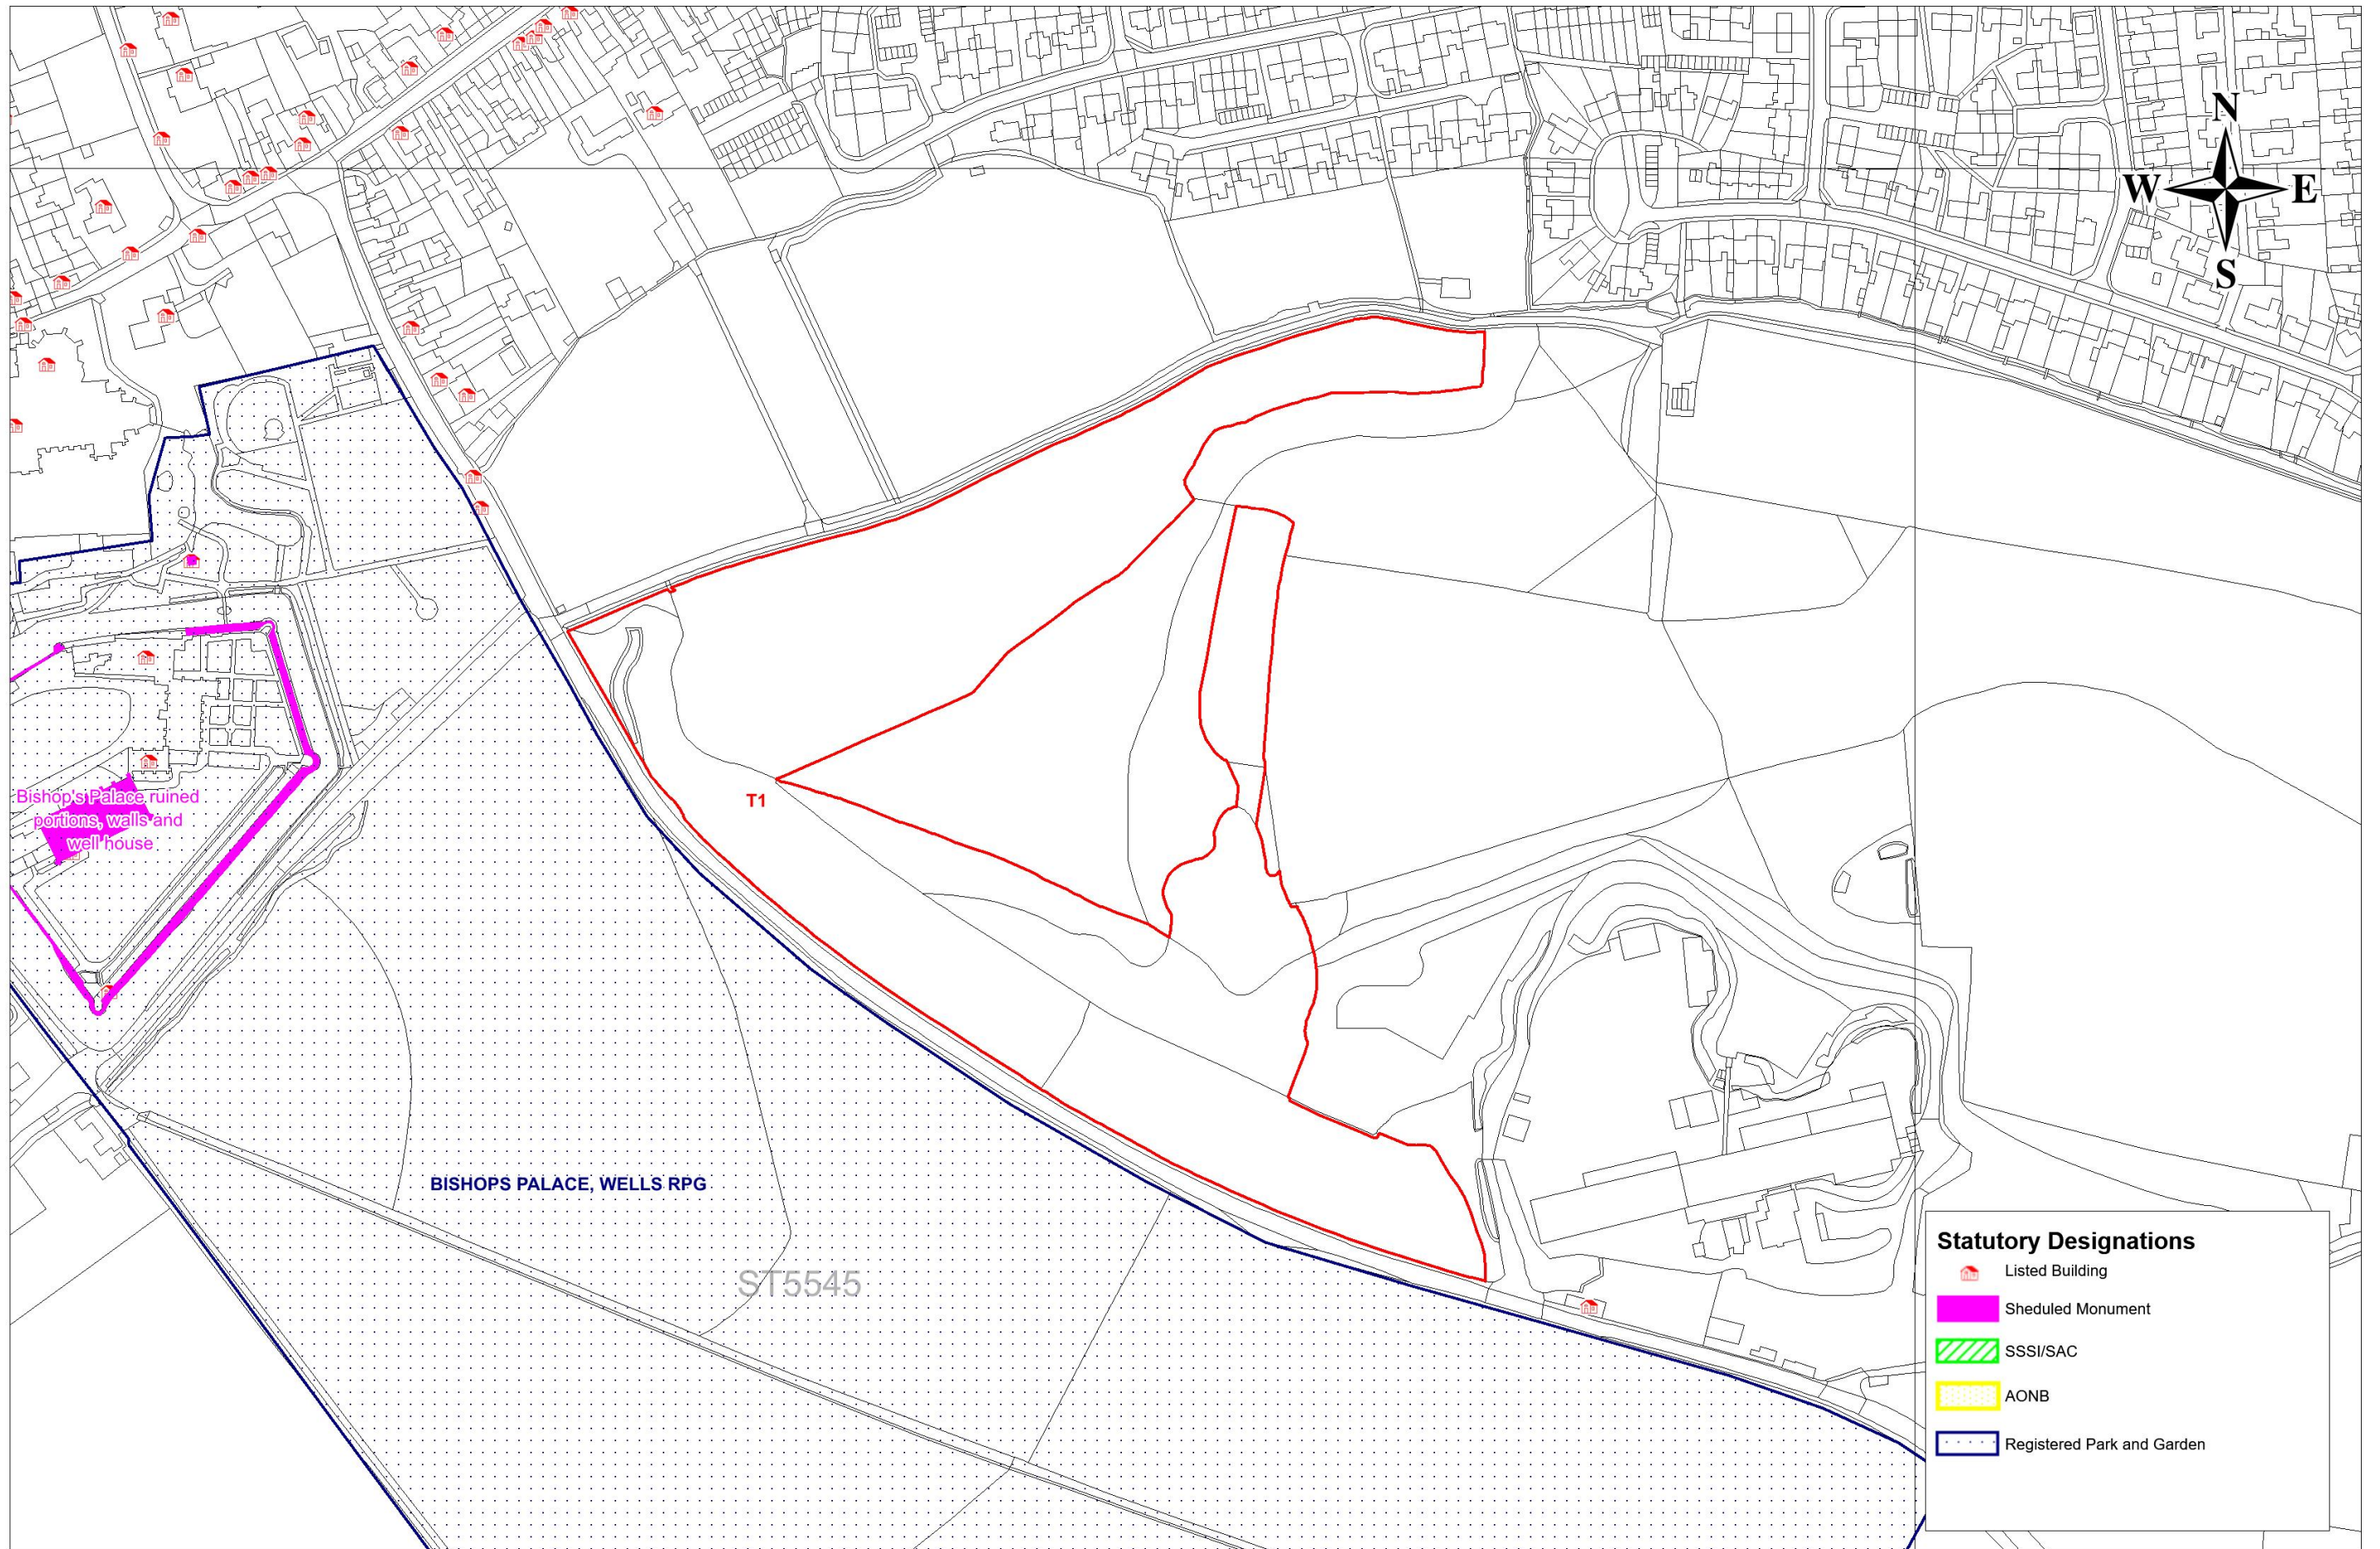 N
W E
S
T1
Bishop's Palace ruined
portions, walls and
well house
BISHOPS PALACE, WELLS RPG
ST5545
Statutory Designations
Listed Building
Sheduled Monument
SSSI/SAC
AONB
Registered Park and Garden